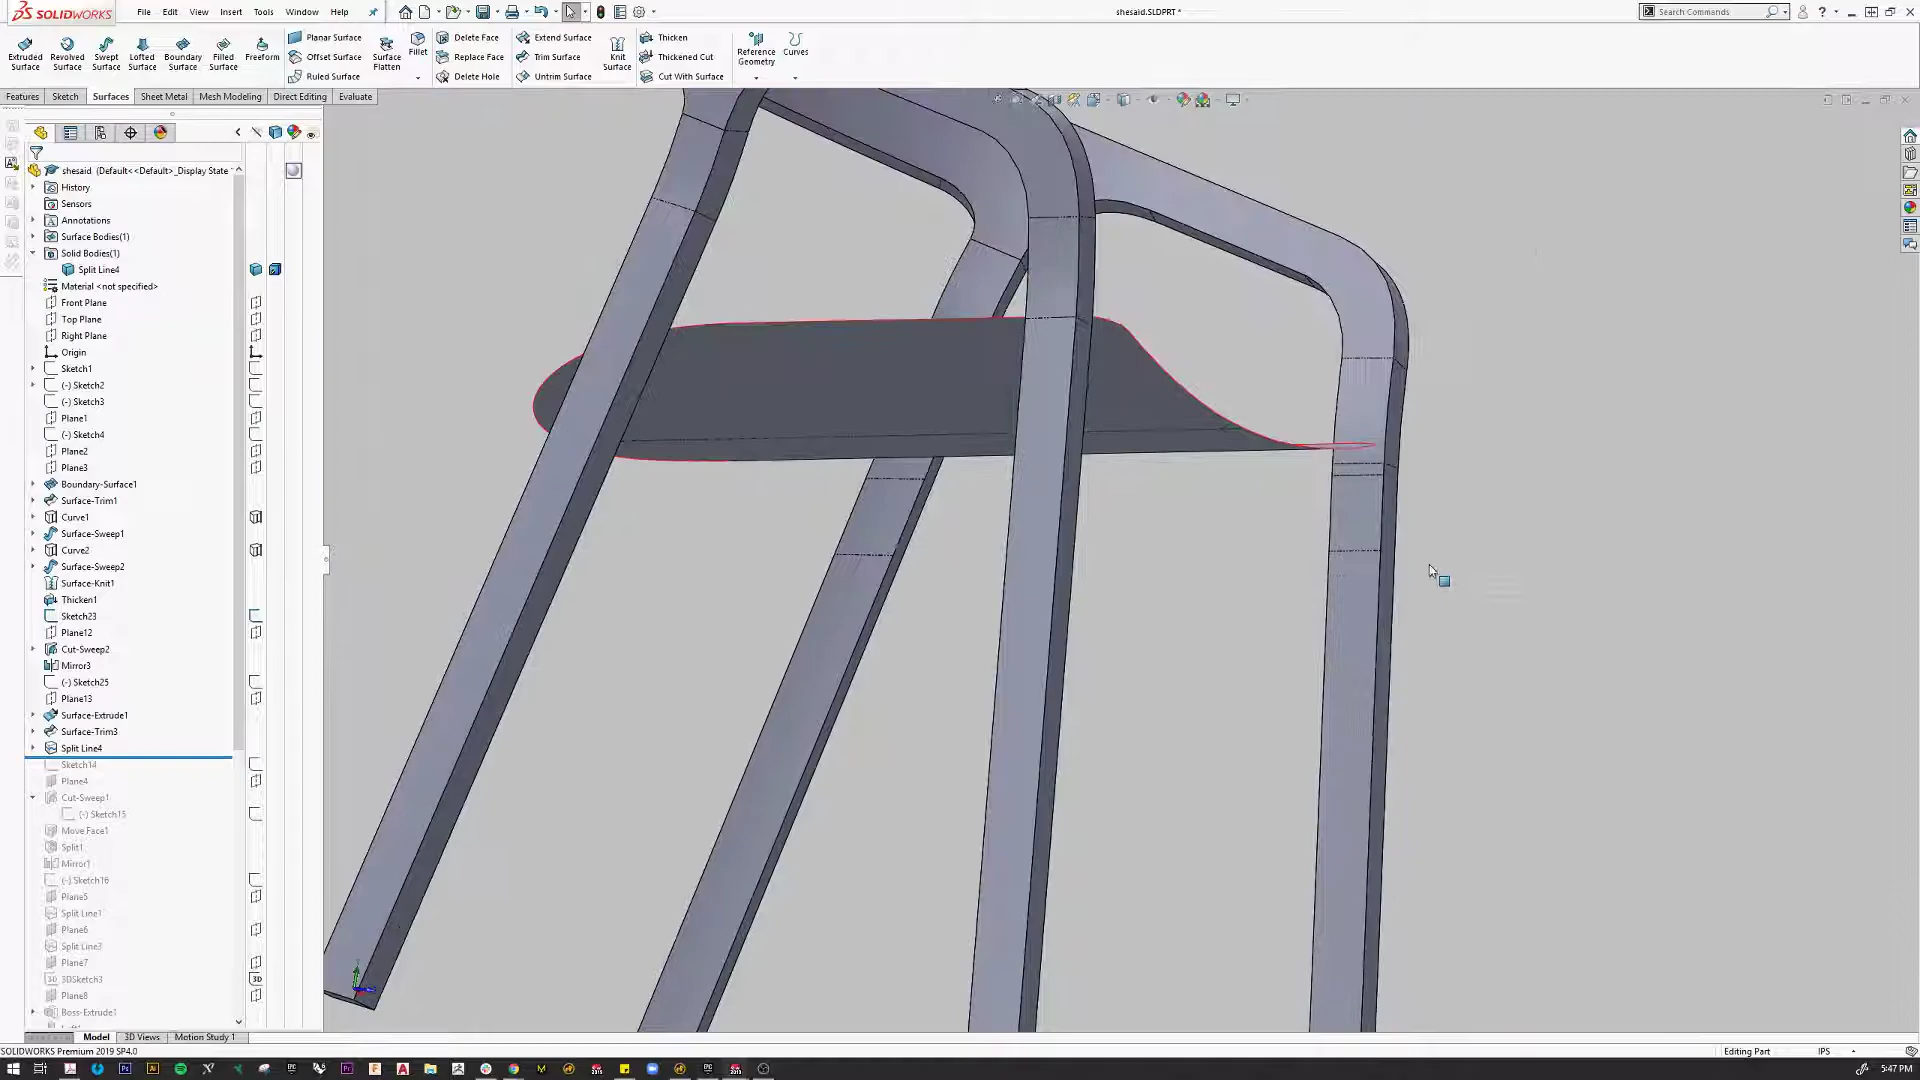 SOLIDWORKS File Edit View Insert Tools Window Help
shesaid.SLDPRT *
Search Commands
Extruded Surface
Revolved Surface
Swept Surface
Lofted Surface
Boundary Surface
Filled Surface
Freeform
Planar Surface
Offset Surface
Ruled Surface
Surface Flatten
Fillet
Delete Face
Replace Face
Delete Hole
Extend Surface
Trim Surface
Untrim Surface
Knit Surface
Thicken
Thickened Cut
Cut With Surface
Reference Geometry
Curves
Features Sketch Surfaces Sheet Metal Mesh Modeling Direct Editing Evaluate
shesaid (Default<<Default>_Display State
History
Sensors
Annotations
Surface Bodies(1)
Solid Bodies(1)
Split Line4
Material <not specified>
Front Plane
Top Plane
Right Plane
Origin
Sketch1
(-) Sketch2
(-) Sketch3
Plane1
(-) Sketch4
Plane2
Plane3
Boundary-Surface1
Surface-Trim1
Curve1
Surface-Sweep1
Curve2
Surface-Sweep2
Surface-Knit1
Thicken1
Sketch23
Plane12
Cut-Sweep2
Mirror3
(-) Sketch25
Plane13
Surface-Extrude1
Surface-Trim3
Split Line4
Sketch14
Plane4
Cut-Sweep1
(-) Sketch15
Move Face1
Split1
Mirror1
(-) Sketch16
Plane5
Split Line1
Plane6
Split Line3
Plane7
3DSketch3
Plane8
Boss-Extrude1
Model 3D Views Motion Study 1
SOLIDWORKS Premium 2019 SP4.0
Editing Part IPS
5:47 PM